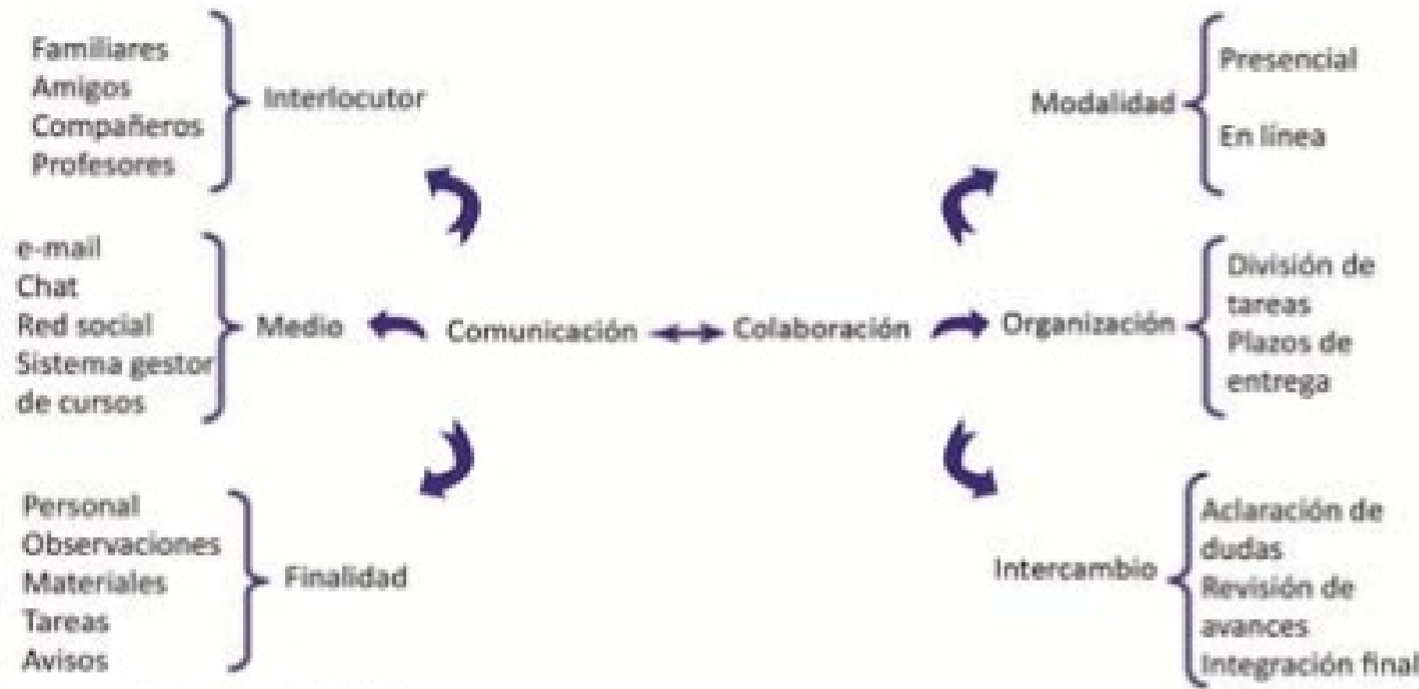 Familiares
Amigos
Compañeros
Profesores
Interlocutor
e-mail
Chat
Red social
Sistema gestor
de cursos
Medio
Personal
Observaciones
Materiales
Tareas
Avisos
Finalidad
Comunicación
Colaboración
Modalidad
Presencial
En línea
Organización
División de
tareas
Plazos de
entrega
Intercambio
Aclaración de
dudas
Revisión de
avances
Integración final